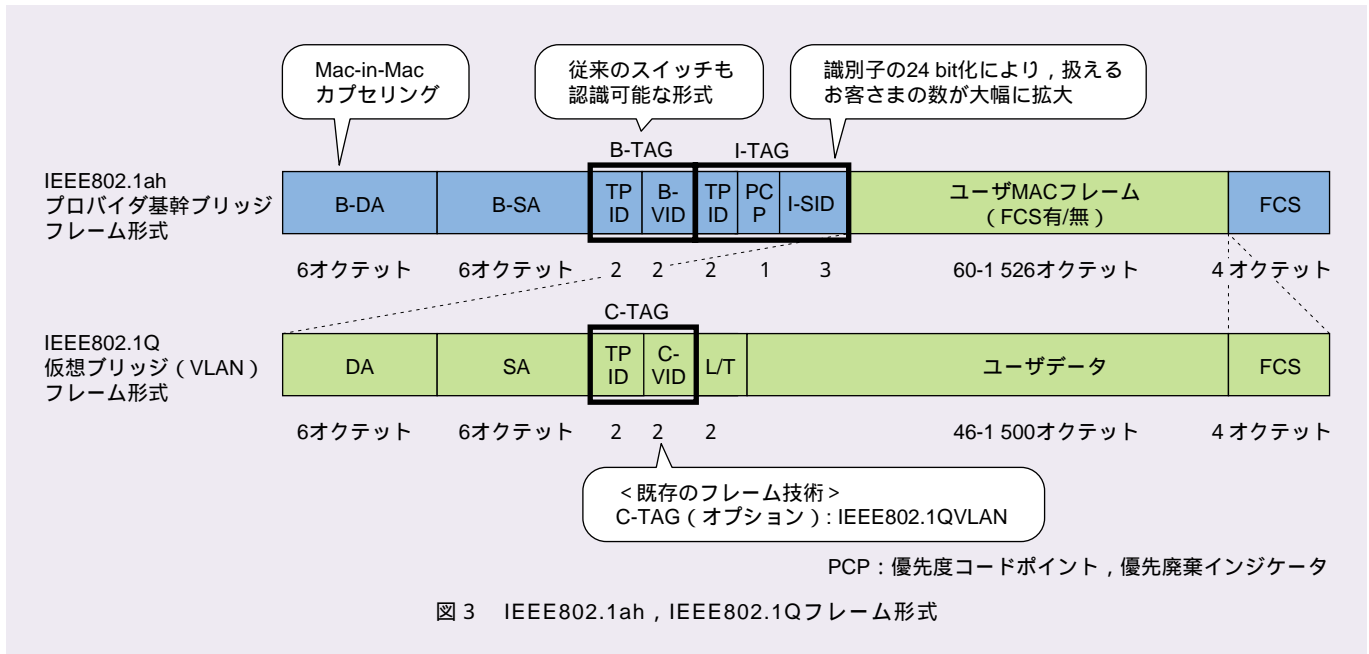 Mac-in-Mac
カプセリング
従来のスイッチも
認識可能な形式
識別子の24 bit化により，扱える
お客さまの数が大幅に拡大
B-TAG
I-TAG
IEEE802.1ah
プロバイダ基幹ブリッジ
フレーム形式
B-DA
B-SA
TP
ID
B-
VID
TP
ID
PC
P
I-SID
ユーザMACフレーム
（FCS有/無）
FCS
6オクテット
6オクテット
2
2
2
1
3
60-1 526オクテット
4 オクテット
C-TAG
IEEE802.1Q
仮想ブリッジ（VLAN）
フレーム形式
DA
SA
TP
ID
C-
VID
L/T
ユーザデータ
FCS
6オクテット
6オクテット
2
2
2
46-1 500オクテット
4 オクテット
＜既存のフレーム技術＞
C-TAG（オプション）: IEEE802.1QVLAN
PCP：優先度コードポイント，優先廃棄インジケータ
図 3　IEEE802.1ah，IEEE802.1Qフレーム形式